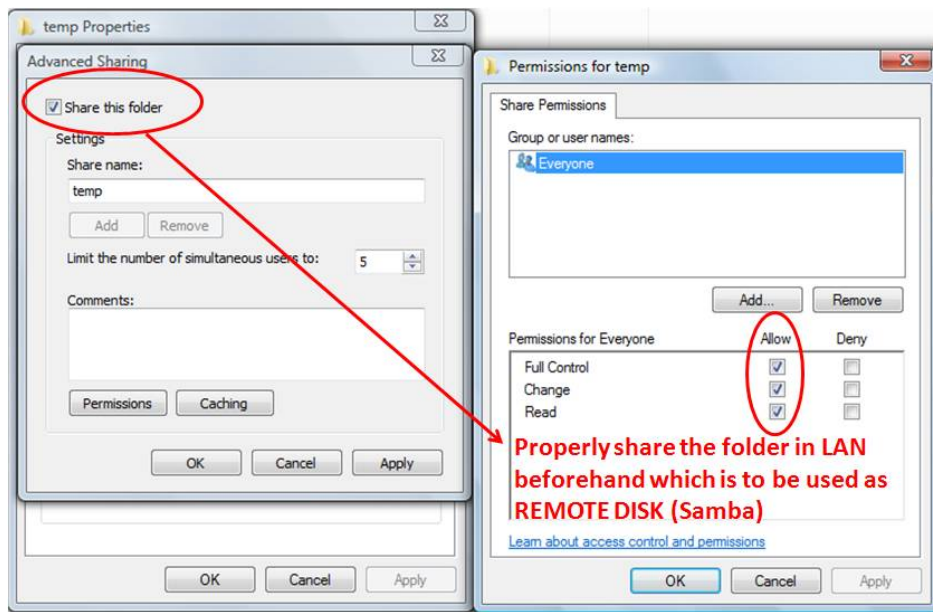 temp Properties
Advanced Sharing
Share this folder
Settings
Share name:
temp
Add Remove
Limit the number of simultaneous users to: 5
Comments:
Permissions Caching
OK Cancel Apply
OK Cancel Apply
Permissions for temp
Share Permissions
Group or user names:
Everyone
Add... Remove
Permissions for Everyone Allow Deny
Full Control
Change
Read
Properly share the folder in LAN
beforehand which is to be used as
REMOTE DISK (Samba)
Learn about access control and permissions
OK Cancel Apply